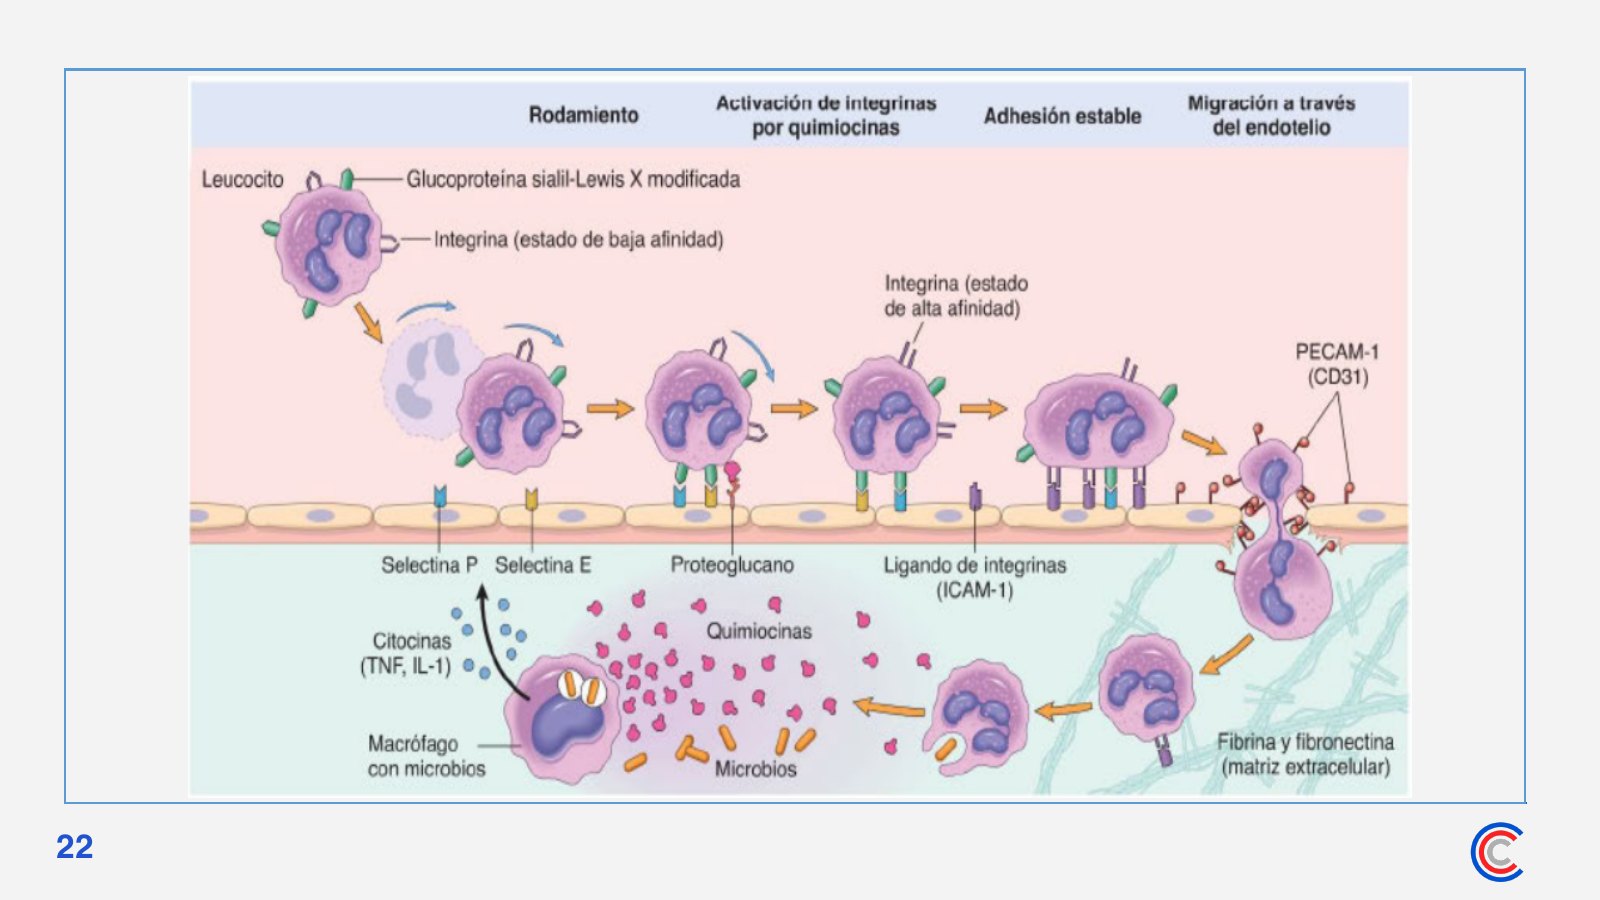 Rodamiento
Activación de integrinas
por quimiocinas
Adhesión estable
Migración a través
del endotelio
Leucocito
Glucoproteína sialil-Lewis X modificada
Integrina (estado de baja afinidad)
Integrina (estado
de alta afinidad)
PECAM-1
(CD31)
Selectina P
Selectina E
Proteoglucano
Ligando de integrinas
(ICAM-1)
Citocinas
(TNF, IL-1)
Quimiocinas
Macrófago
con microbios
Microbios
Fibrina y fibronectina
(matriz extracelular)
22